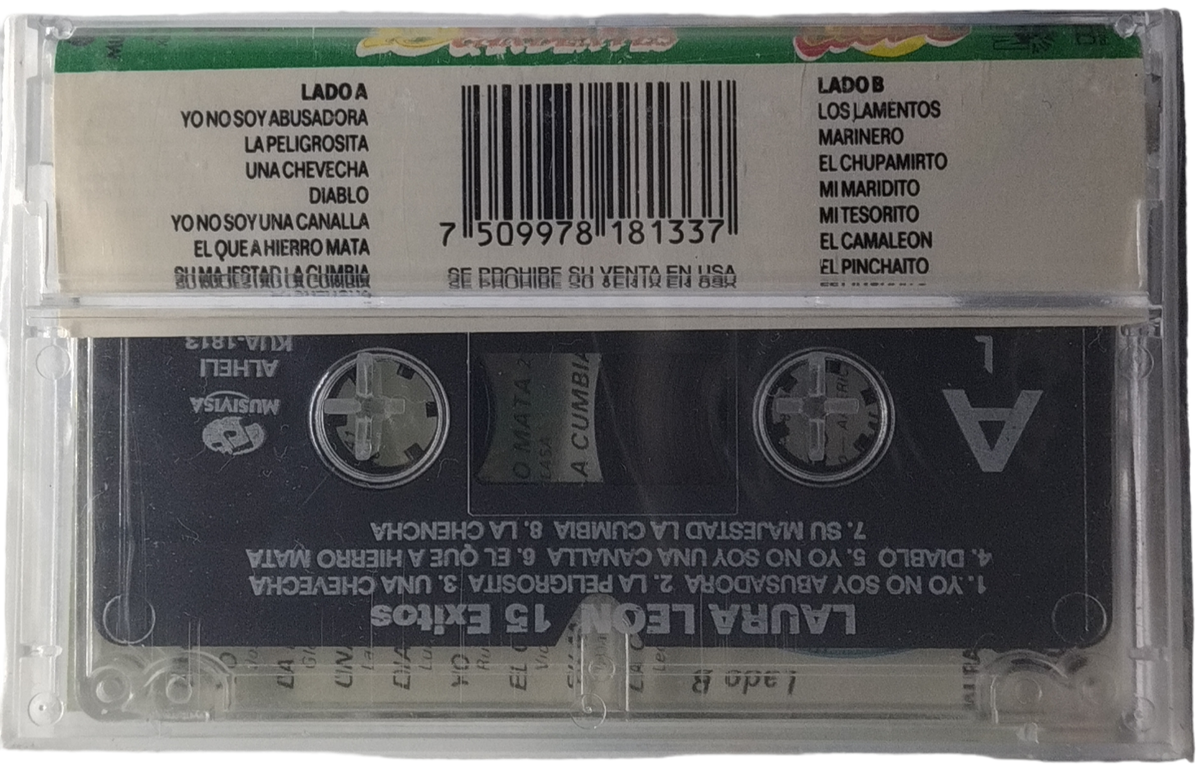 LADO A
YO NO SOY ABUSADORA
LA PELIGROSITA
UNA CHEVECHA
DIABLO
YO NO SOY UNA CANALLA
EL QUE A HIERRO MATA
SU MAJESTAD LA CUMBIA
7 509978 181337
SE PROHIBE SU VENTA EN USA
LADO B
LOS LAMENTOS
MARINERO
EL CHUPAMIRTO
MI MARIDITO
MI TESORITO
EL CAMALEON
EL PINCHAITO
LAURA LEÓN 15 Exitos
1. YO NO SOY ABUSADORA 2. LA PELIGROSITA 3. UNA CHEVECHA
4. DIABLO 5. YO NO SOY UNA CANALLA 6. EL QUE A HIERRO MATA
7. SU MAJESTAD LA CUMBIA 8. LA CHENCHA
A
L
MUSIVISA
ALHELI
KUA-1813
O MATA 2
A CUMBIA
Lado B